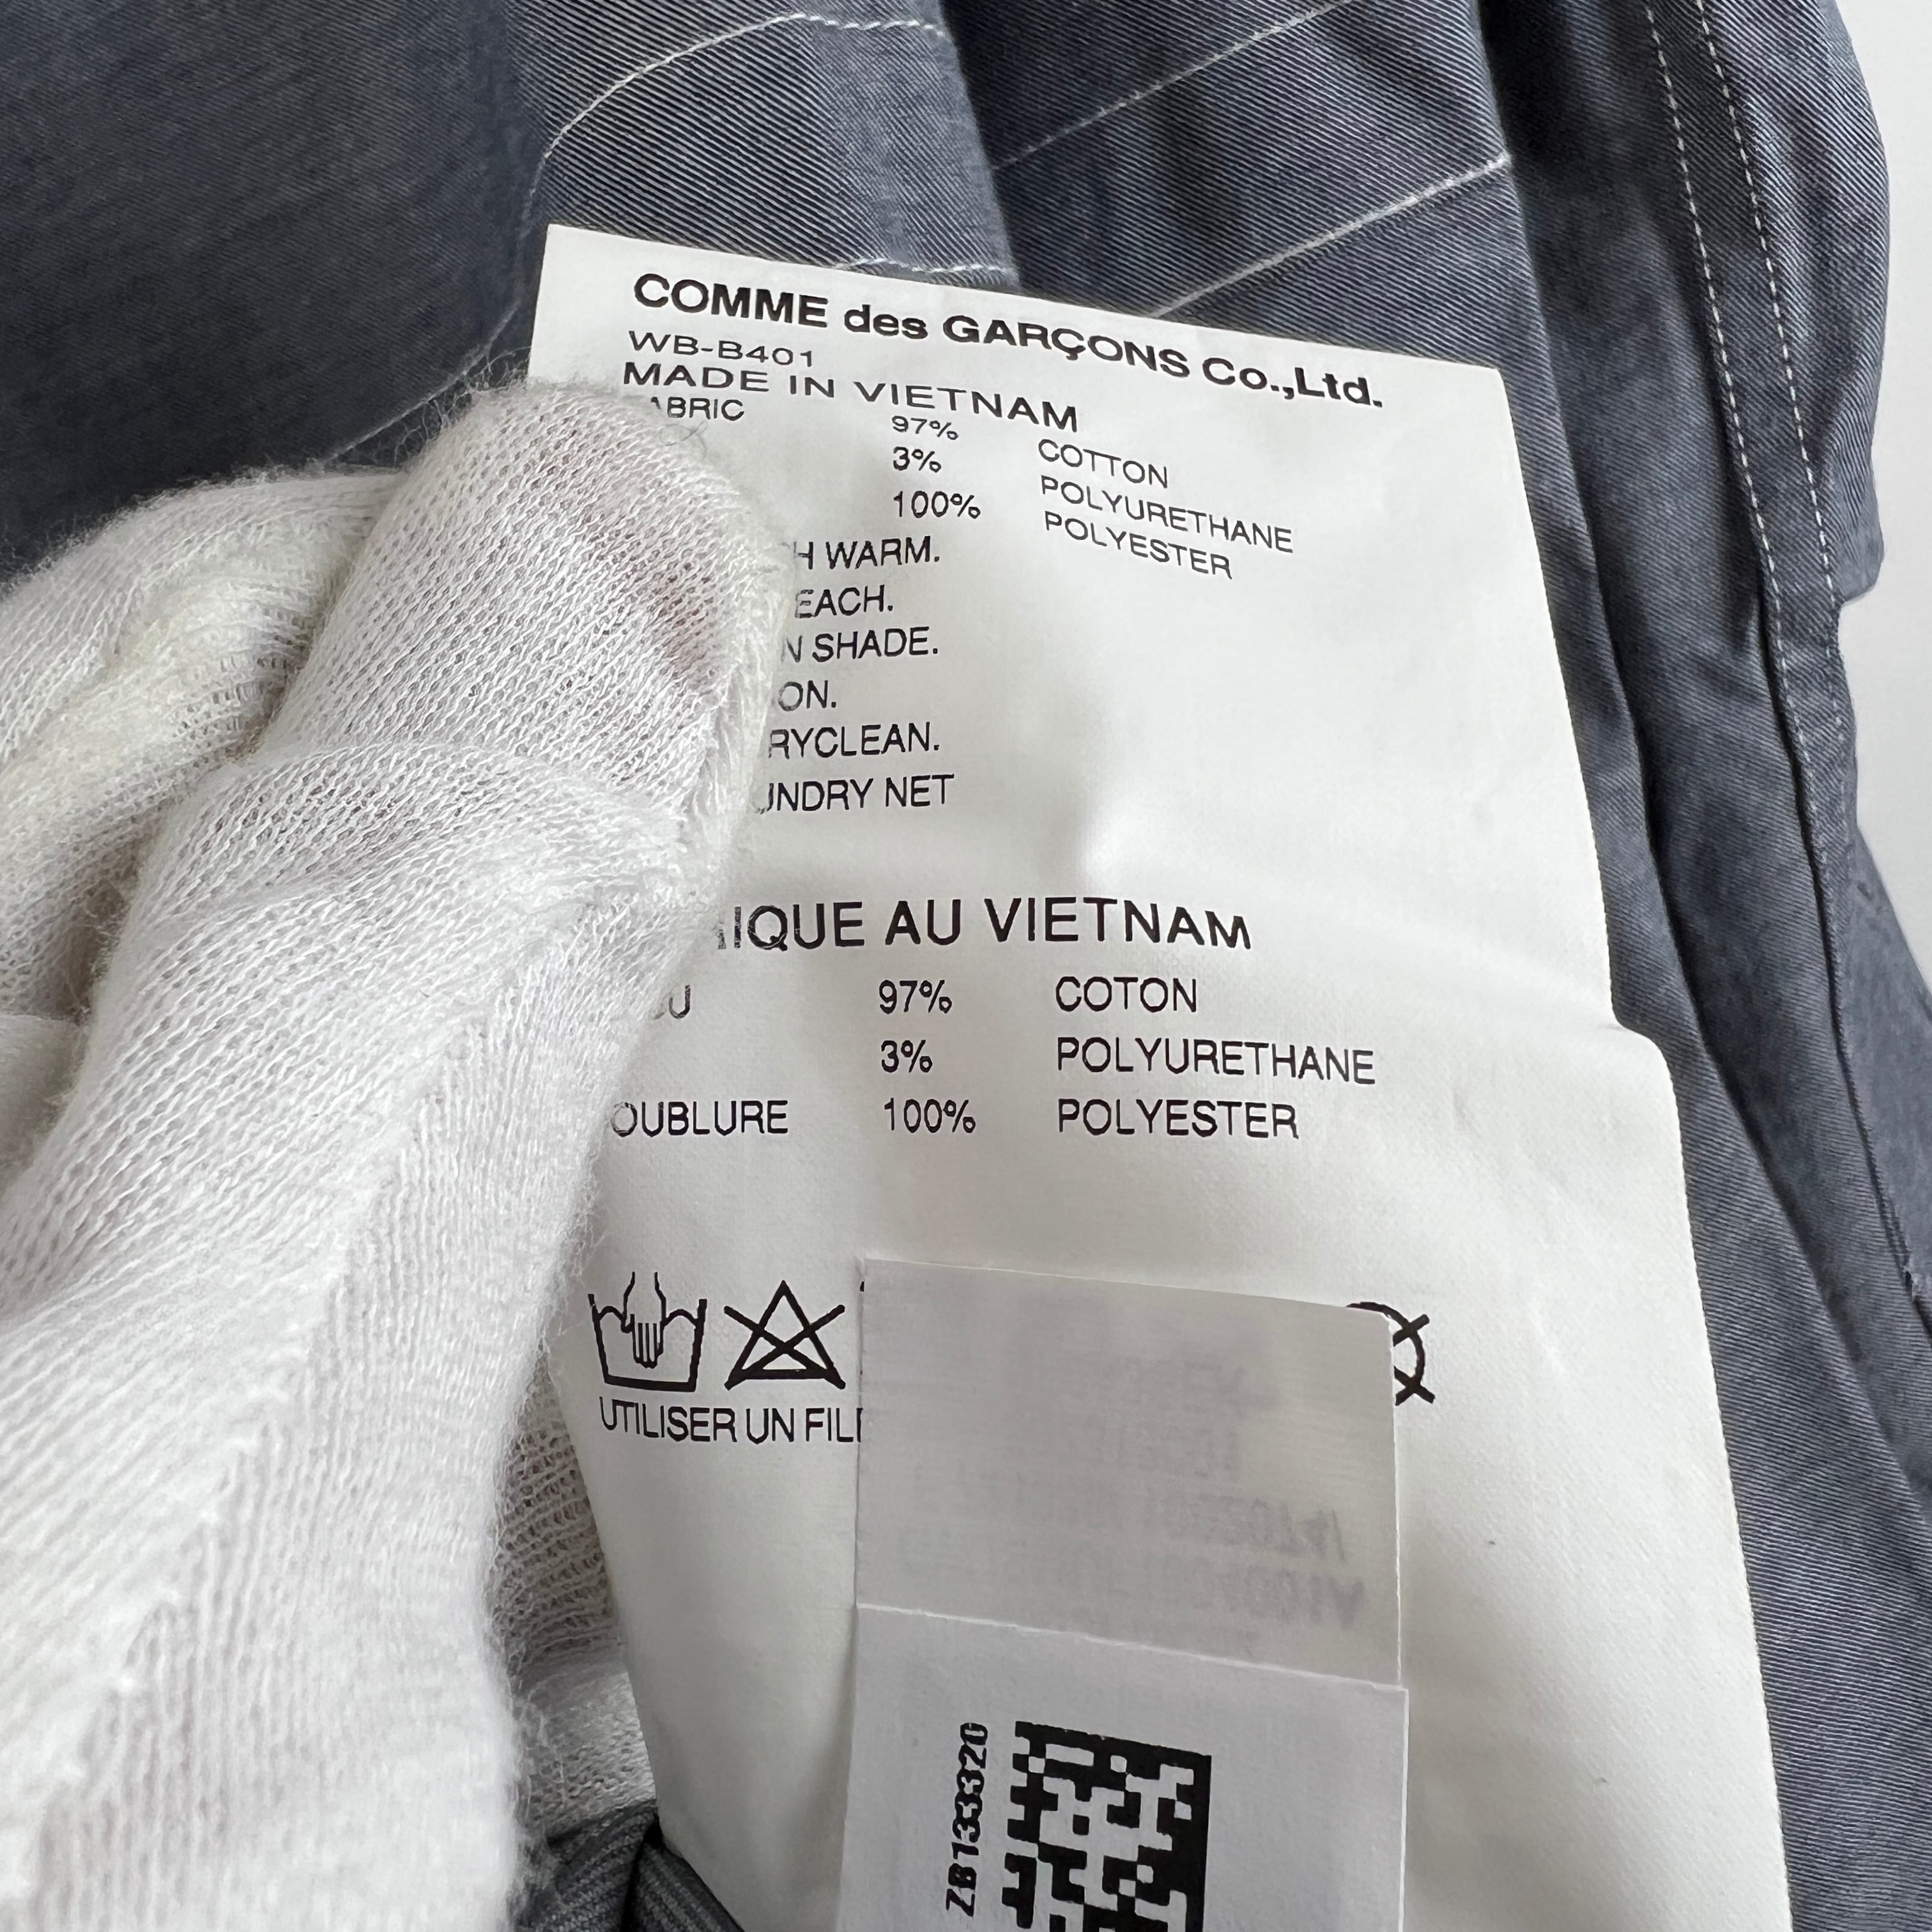 COMME des GARÇONS Co.,Ltd.
WB-B401
MADE IN VIETNAM
ABRIC 97% COTTON
3% POLYURETHANE
100% POLYESTER
H WARM.
EACH.
N SHADE.
ON.
RYCLEAN.
UNDRY NET
IQUE AU VIETNAM
U 97% COTON
3% POLYURETHANE
OUBLURE 100% POLYESTER
UTILISER UN FIL
ZB133320